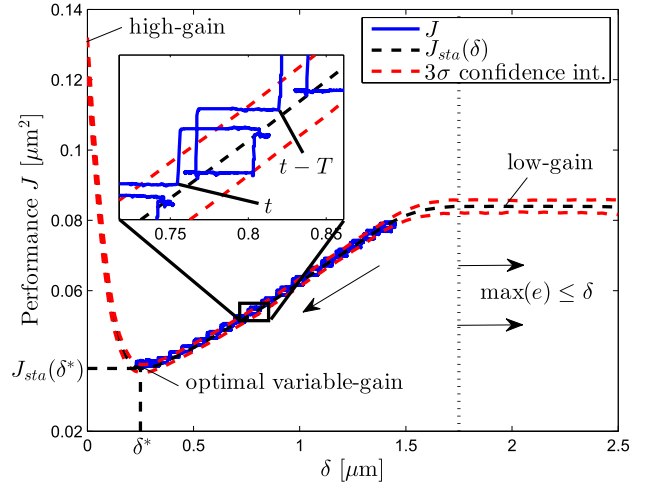 0.14
0.12
0.1
0.08
0.06
0.02
Performance J [μm²]
high-gain
J
J_sta(δ)
3σ confidence int.
t − T
t
0.75
0.8
0.85
low-gain
max(e) ≤ δ
J_sta(δ*)
optimal variable-gain
0
δ*
0.5
1
1.5
2
2.5
δ [μm]